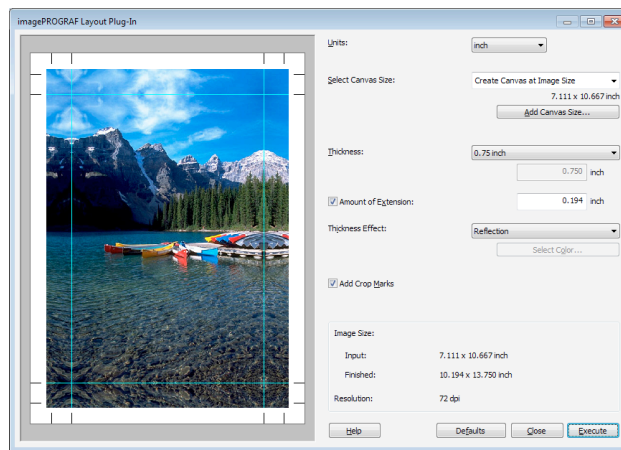 imagePROGRAF Layout Plug-In
Units:
inch
Select Canvas Size:
Create Canvas at Image Size
7.111 x 10.667 inch
Add Canvas Size...
Thickness:
0.75 inch
0.750 inch
Amount of Extension:
0.194 inch
Thickness Effect:
Reflection
Select Color...
Add Crop Marks
Image Size:
Input: 7.111 x 10.667 inch
Finished: 10.194 x 13.750 inch
Resolution: 72 dpi
Help Defaults Close Execute